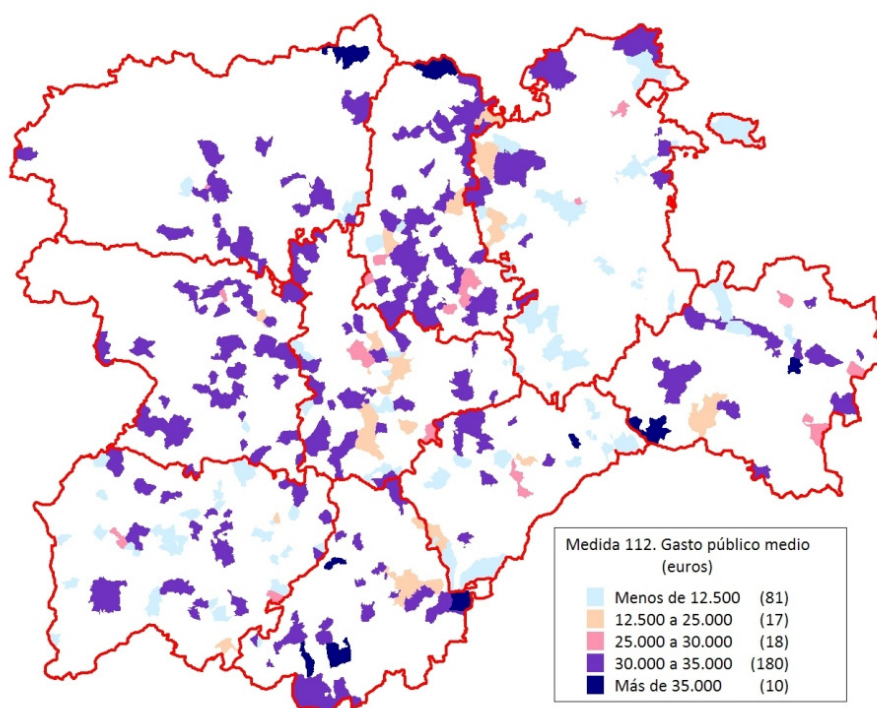 Medida 112. Gasto público medio
(euros)
Menos de 12.500 (81)
12.500 a 25.000 (17)
25.000 a 30.000 (18)
30.000 a 35.000 (180)
Más de 35.000 (10)